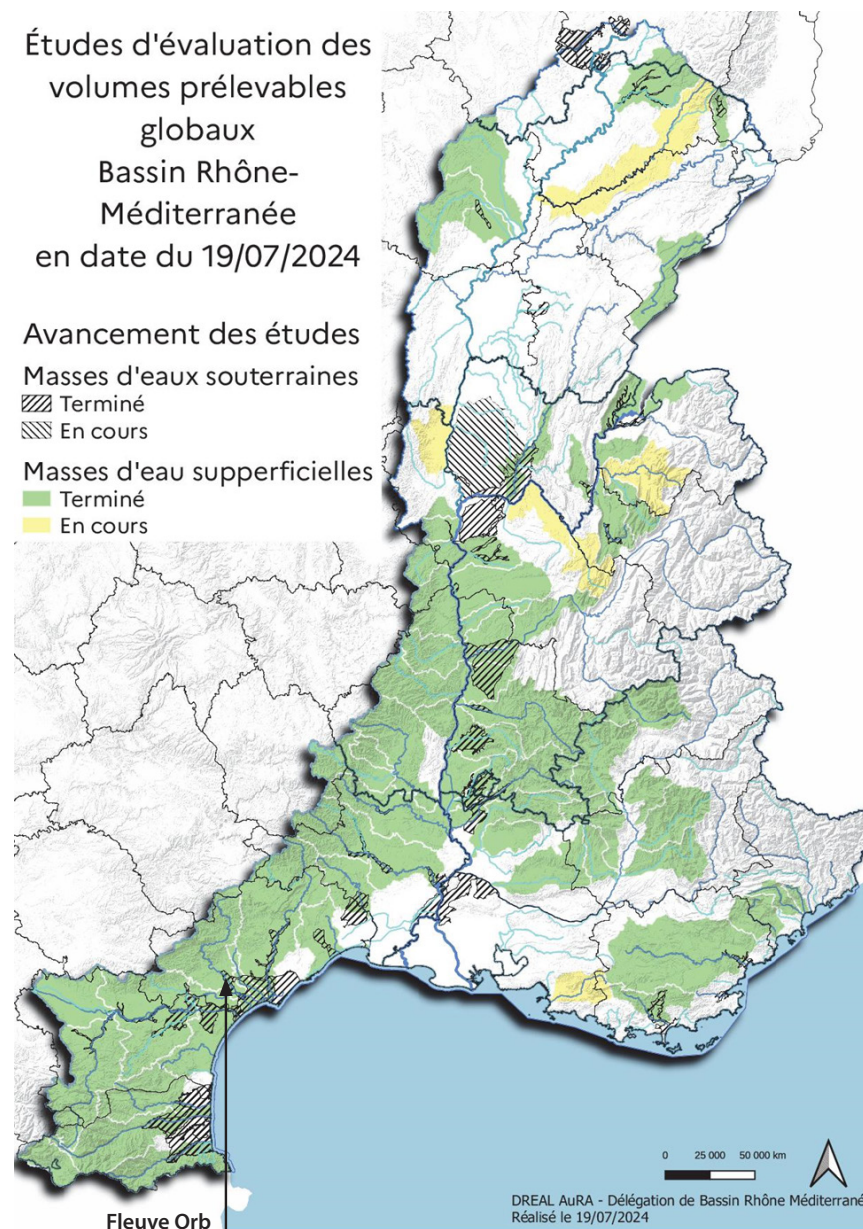 Études d'évaluation des
volumes prélevables
globaux
Bassin Rhône-
Méditerranée
en date du 19/07/2024
Avancement des études
Masses d'eaux souterraines
Terminé
En cours
Masses d'eau supperficielles
Terminé
En cours
0 25 000 50 000 km
DREAL AuRA - Délégation de Bassin Rhône Méditerrané
Réalisé le 19/07/2024
Fleuve Orb